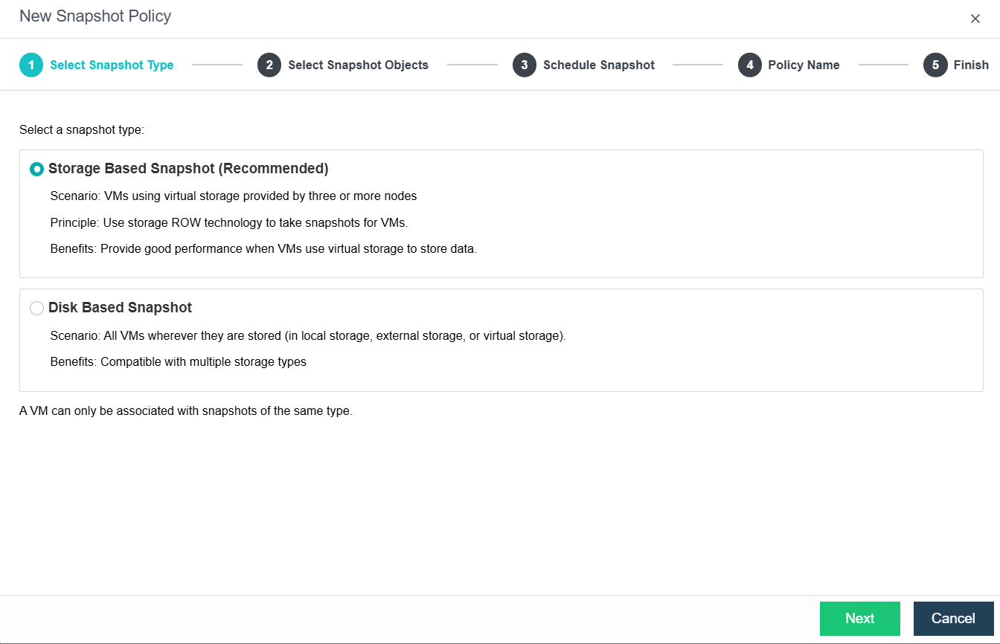 New Snapshot Policy
×
1 Select Snapshot Type 2 Select Snapshot Objects 3 Schedule Snapshot 4 Policy Name 5 Finish
Select a snapshot type:
Storage Based Snapshot (Recommended)
Scenario: VMs using virtual storage provided by three or more nodes
Principle: Use storage ROW technology to take snapshots for VMs.
Benefits: Provide good performance when VMs use virtual storage to store data.
Disk Based Snapshot
Scenario: All VMs wherever they are stored (in local storage, external storage, or virtual storage).
Benefits: Compatible with multiple storage types
A VM can only be associated with snapshots of the same type.
Next Cancel